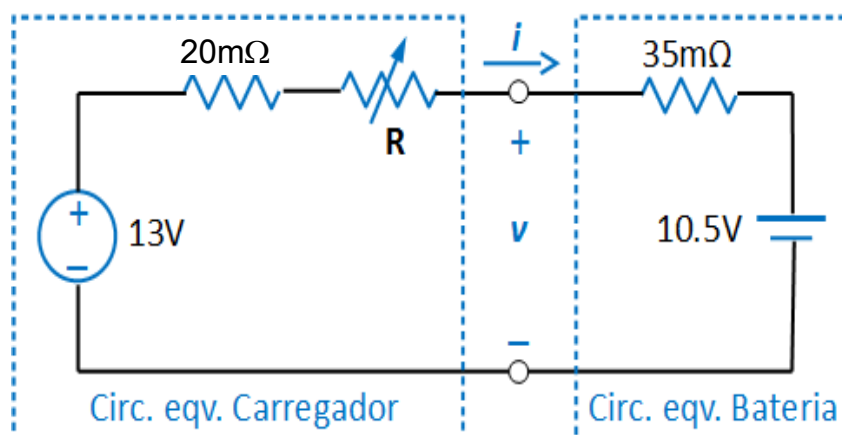 20mΩ
R
i
35mΩ
+
v
−
+
−
13V
10.5V
Circ. eqv. Carregador
Circ. eqv. Bateria